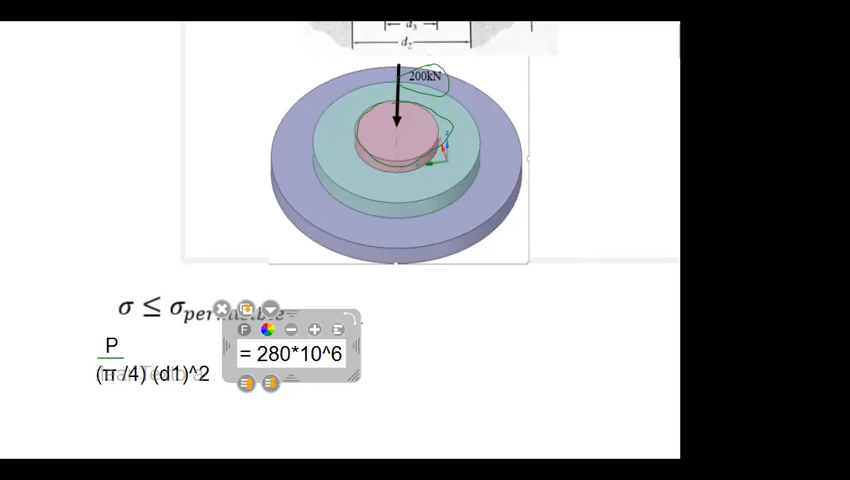 d₃
d₂
200kN
z
σ ≤ σ
P
= 280*10^6
(π /4) (d1)^2